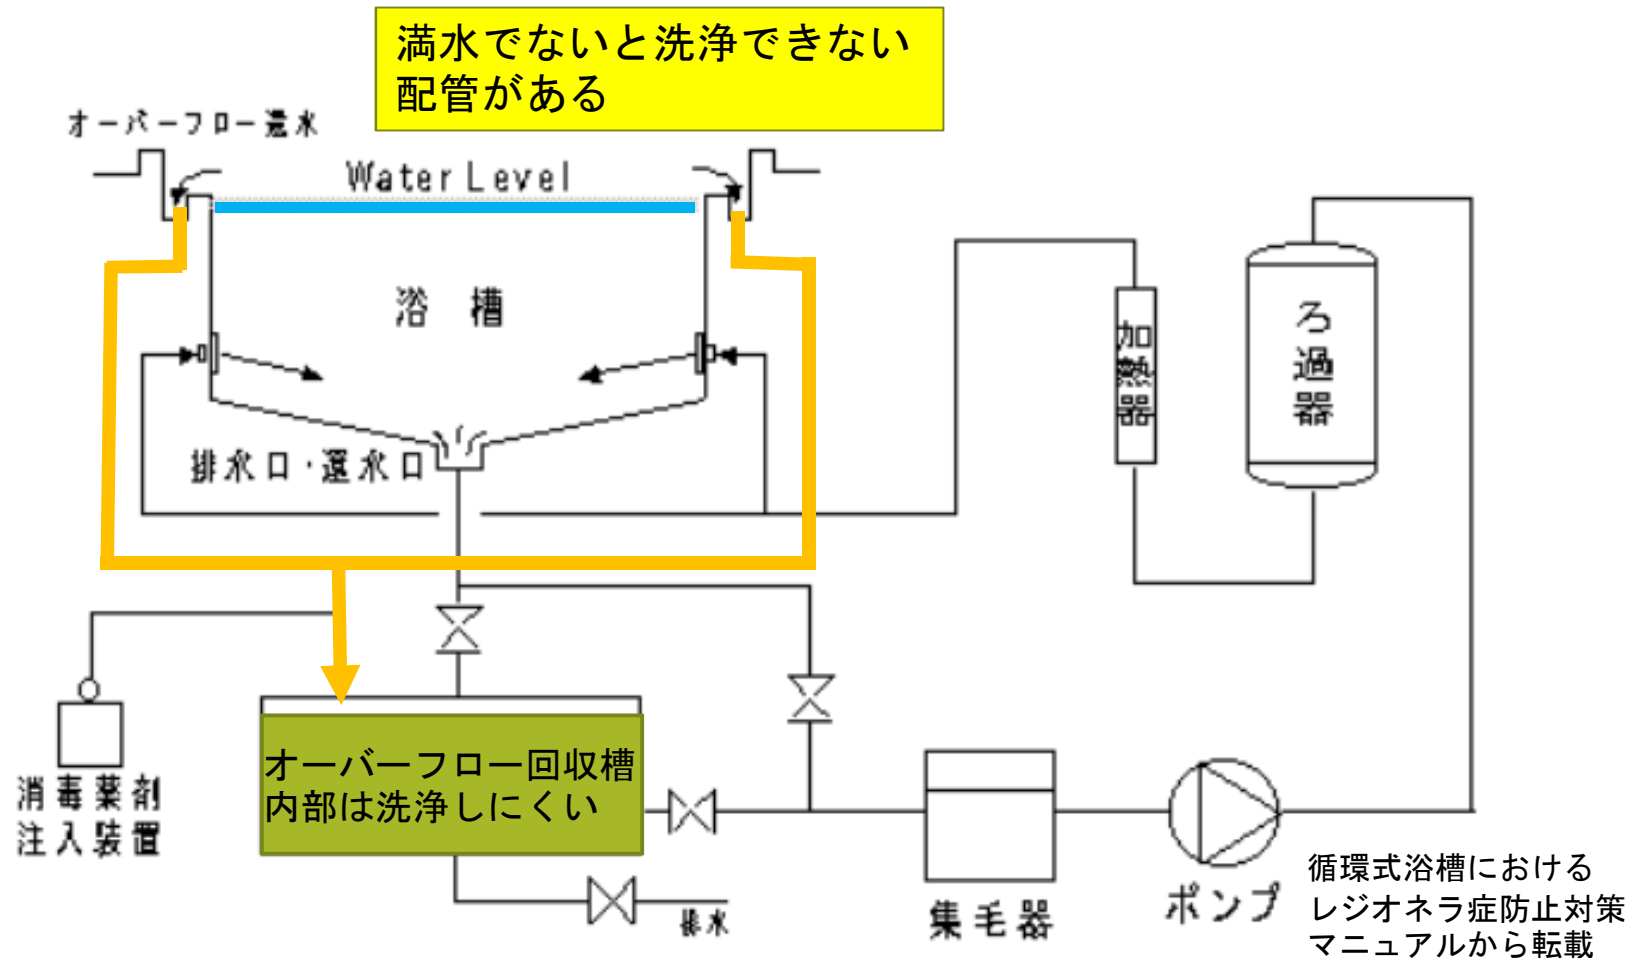 満水でないと洗浄できない
配管がある
オーバーフロー還水
Water Level
浴槽
加熱器
ろ過器
排水口・還水口
オーバーフロー回収槽
内部は洗浄しにくい
消毒薬剤
注入装置
排水
集毛器
ポンプ
循環式浴槽における
レジオネラ症防止対策
マニュアルから転載